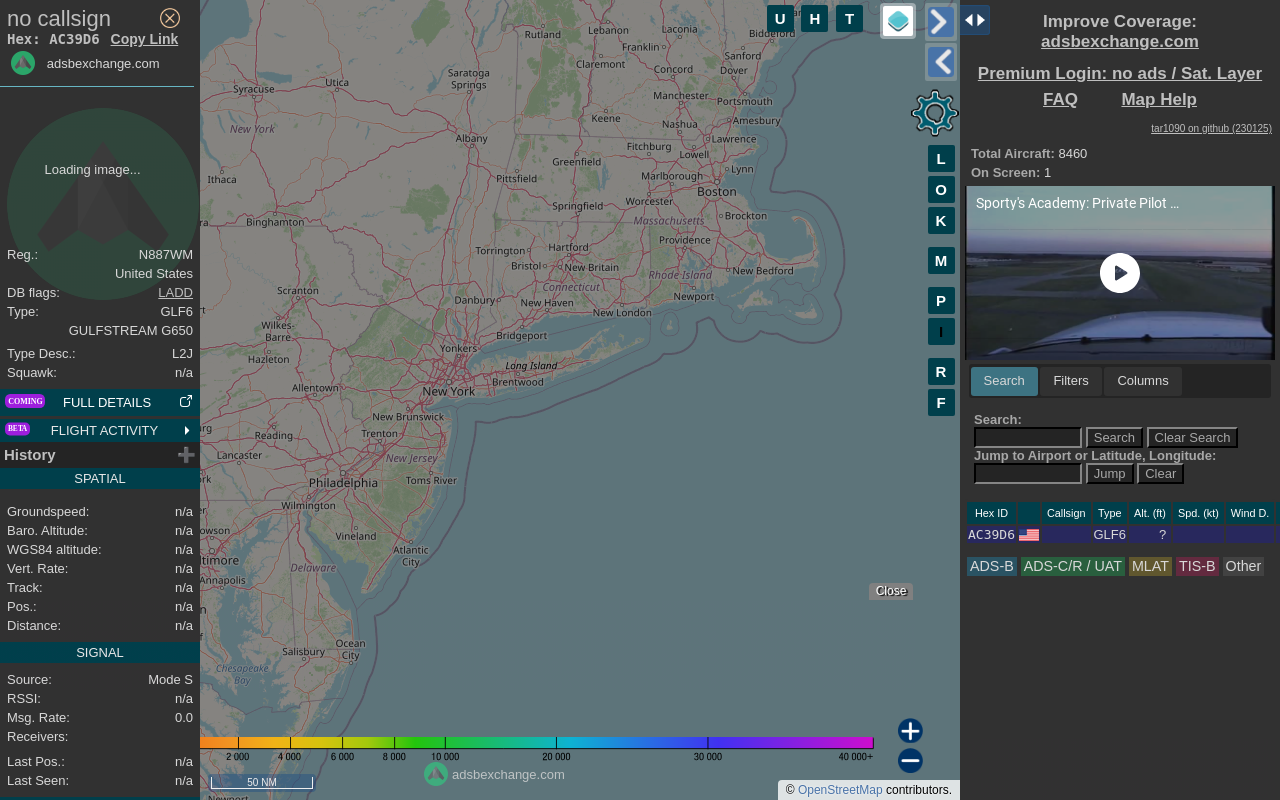 no callsign
Hex: AC39D6 Copy Link
adsbexchange.com
Loading image...
Reg.: N887WM
United States
DB flags: LADD
Type: GLF6
GULFSTREAM G650
Type Desc.: L2J
Squawk: n/a
COMING FULL DETAILS
BETA FLIGHT ACTIVITY
History
SPATIAL
Groundspeed: n/a
Baro. Altitude: n/a
WGS84 altitude: n/a
Vert. Rate: n/a
Track: n/a
Pos.: n/a
Distance: n/a
SIGNAL
Source: Mode S
RSSI: n/a
Msg. Rate: 0.0
Receivers:
Last Pos.: n/a
Last Seen: n/a
Rutland
Lebanon
Laconia
Biddeford
Franklin
Claremont
Sanford
Concord
Dover
Utica
Saratoga
Springs
Syracuse
Manchester
Portsmouth
Keene
Nashua
Amesbury
New York
Albany
Fitchburg
Lawrence
Greenfield
Lowell
Ithaca
Pittsfield
Marlborough
Lynn
Worcester
Boston
Springfield
Massachusetts
Brockton
Binghamton
Torrington
Hartford
Providence
Bristol
New Britain
Rhode Island
New Bedford
Connecticut
Scranton
Danbury
New Haven
Newport
New London
Wilkes-
Barre
Bridgeport
Yonkers
Hazleton
Long Island
Brentwood
Allentown
New York
New Brunswick
Reading
Trenton
Lancaster
New Jersey
Philadelphia
Toms River
Wilmington
Vineland
Atlantic
City
Annapolis
Delaware
Ocean
City
Salisbury
Chesapeake
Bay
U H T
L
O
K
M
P
I
R
F
Close
2 000 4 000 6 000 8 000 10 000 20 000 30 000 40 000+
50 NM
adsbexchange.com
© OpenStreetMap contributors.
Improve Coverage:
adsbexchange.com
Premium Login: no ads / Sat. Layer
FAQ Map Help
tar1090 on github (230125)
Total Aircraft: 8460
On Screen: 1
Sporty's Academy: Private Pilot ...
Search Filters Columns
Search:
Search Clear Search
Jump to Airport or Latitude, Longitude:
Jump Clear
Hex ID Callsign Type Alt. (ft) Spd. (kt) Wind D.
AC39D6 GLF6 ?
ADS-B ADS-C/R / UAT MLAT TIS-B Other